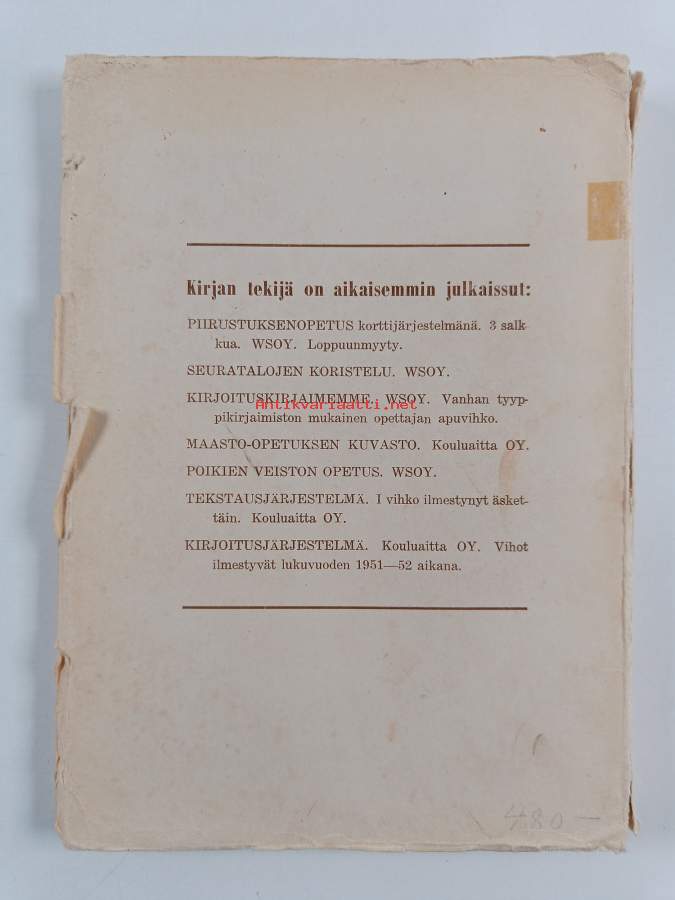 Kirjan tekijä on aikaisemmin julkaissut:
PIIRUSTUKSENOPETUS korttijärjestelmänä. 3 salk-
kua. WSOY. Loppuunmyyty.
SEURATALOJEN KORISTELU. WSOY.
KIRJOITUSKIRJAIMEMME. WSOY. Vanhan tyyp-
Antikvariaatti.net
pikirjaimiston mukainen opettajan apuvihko.
MAASTO-OPETUKSEN KUVASTO. Kouluaitta OY.
POIKIEN VEISTON OPETUS. WSOY.
TEKSTAUSJÄRJESTELMÄ. I vihko ilmestynyt äsket-
täin. Kouluaitta OY.
KIRJOITUSJÄRJESTELMÄ. Kouluaitta OY. Vihot
ilmestyvät lukuvuoden 1951—52 aikana.
480—